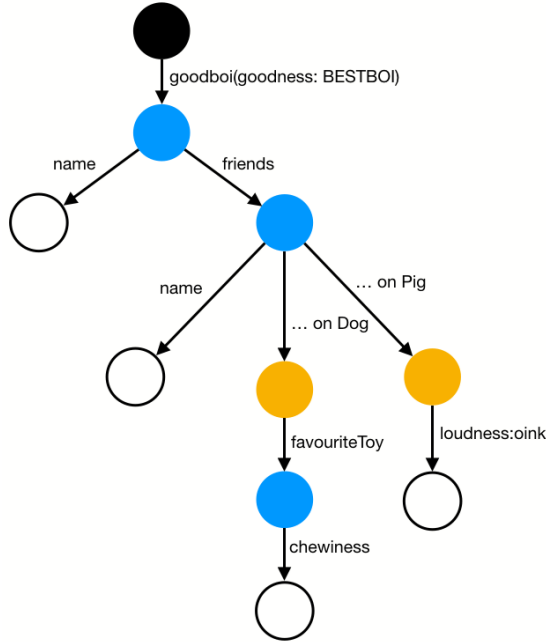 goodboi(goodness: BESTBOI)
name
friends
name
... on Dog
... on Pig
favouriteToy
loudness:oink
chewiness